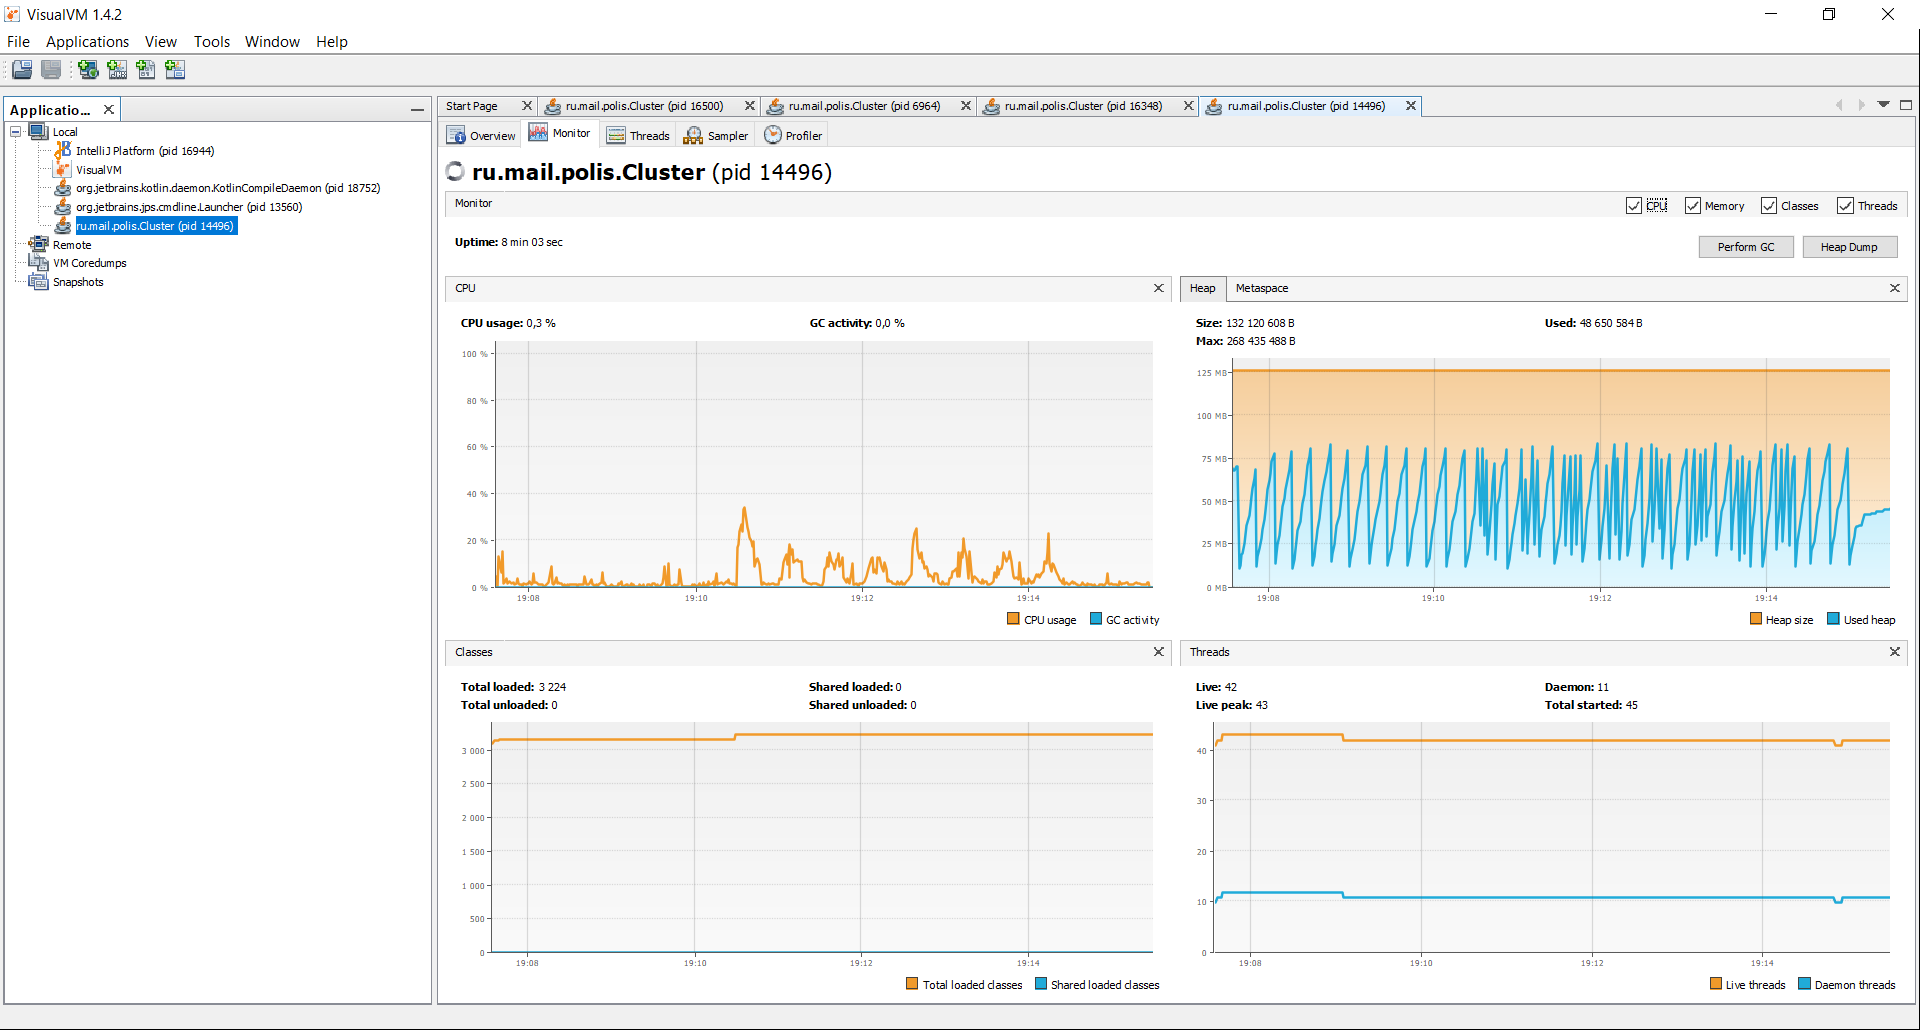 VisualVM 1.4.2
File Applications View Tools Window Help
Applicatio...
Local
IntelliJ Platform (pid 16944)
VisualVM
org.jetbrains.kotlin.daemon.KotlinCompileDaemon (pid 18752)
org.jetbrains.jps.cmdline.Launcher (pid 13560)
ru.mail.polis.Cluster (pid 14496)
Remote
VM Coredumps
Snapshots
Start Page ru.mail.polis.Cluster (pid 16500) ru.mail.polis.Cluster (pid 6964) ru.mail.polis.Cluster (pid 16348) ru.mail.polis.Cluster (pid 14496)
Overview Monitor Threads Sampler Profiler
ru.mail.polis.Cluster (pid 14496)
Monitor CPU Memory Classes Threads
Uptime: 8 min 03 sec Perform GC Heap Dump
CPU
CPU usage: 0,3 % GC activity: 0,0 %
100 %
80 %
60 %
40 %
20 %
0 %
19:08 19:10 19:12 19:14
CPU usage GC activity
Heap Metaspace
Size: 132 120 608 B Used: 48 650 584 B
Max: 268 435 488 B
125 MB
100 MB
75 MB
50 MB
25 MB
0 MB
19:08 19:10 19:12 19:14
Heap size Used heap
Classes
Total loaded: 3 224 Shared loaded: 0
Total unloaded: 0 Shared unloaded: 0
3 000
2 500
2 000
1 500
1 000
500
0
19:08 19:10 19:12 19:14
Total loaded classes Shared loaded classes
Threads
Live: 42 Daemon: 11
Live peak: 43 Total started: 45
40
30
20
10
0
19:08 19:10 19:12 19:14
Live threads Daemon threads